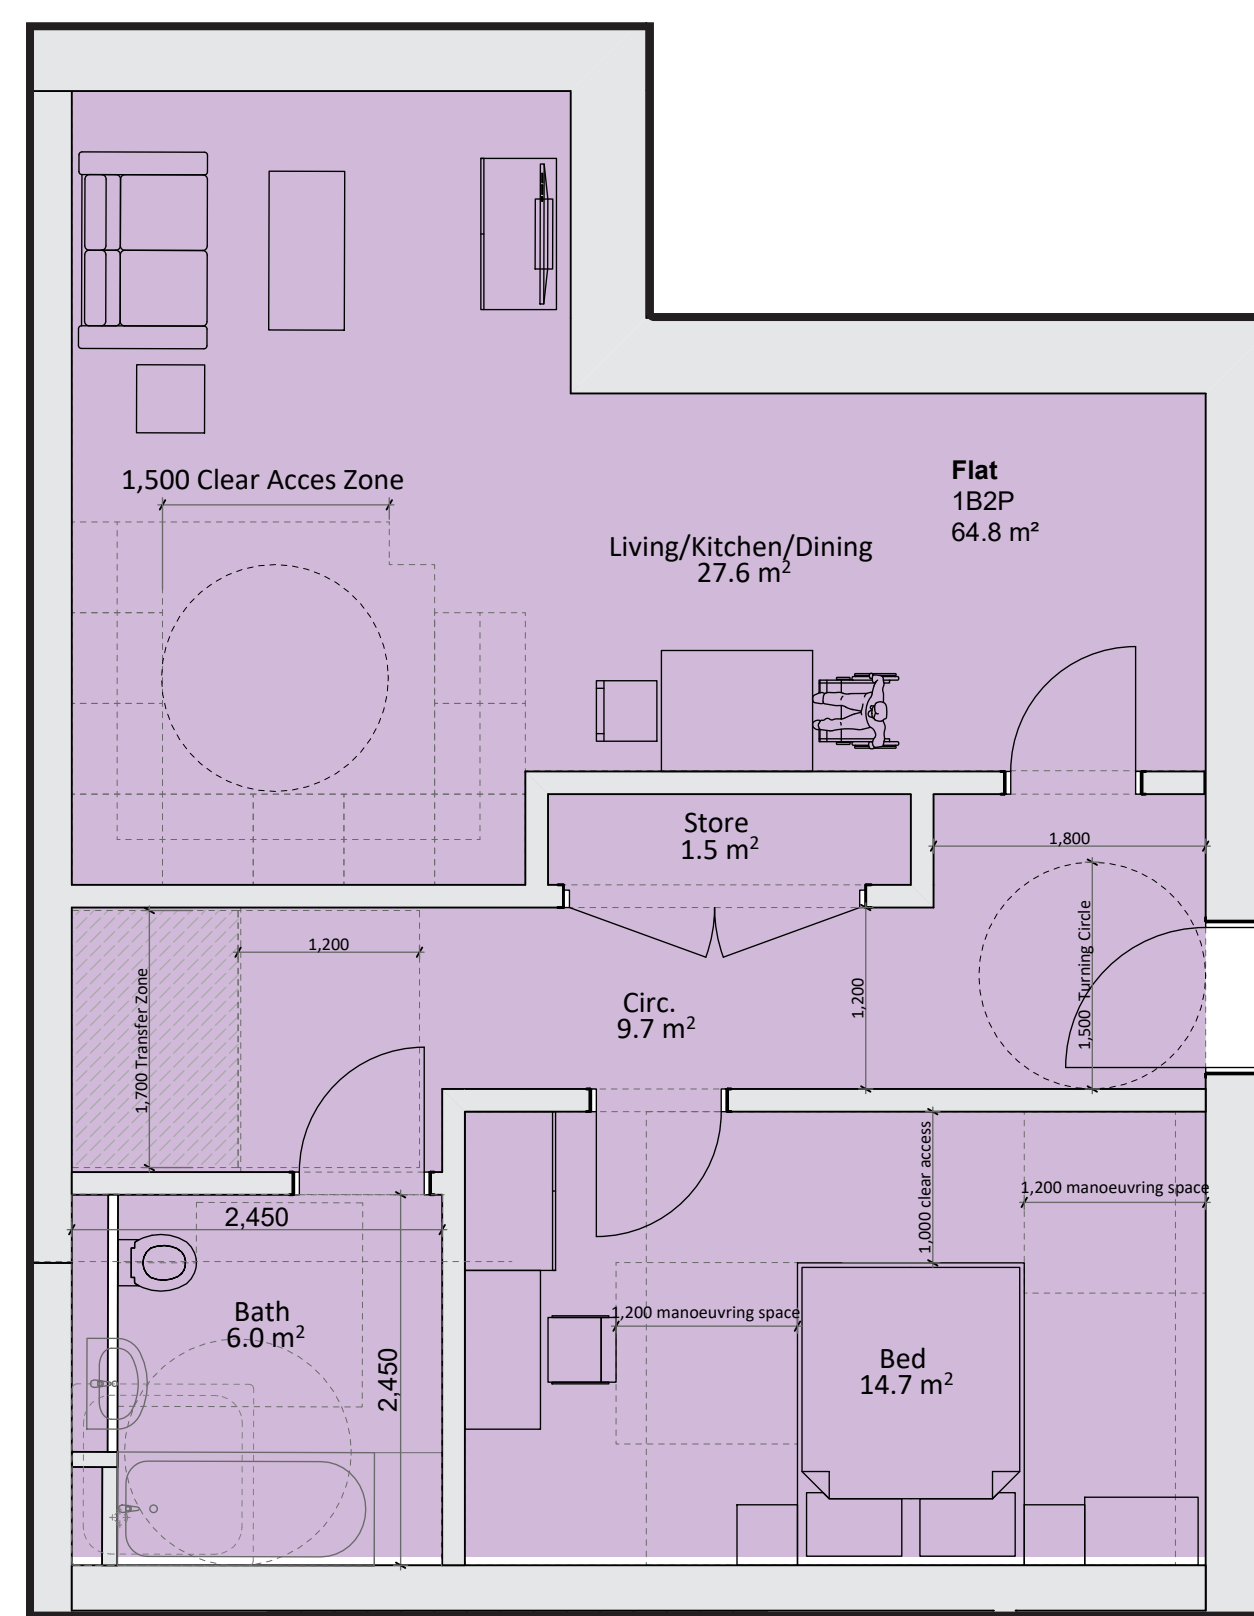 1,500 Clear Acces Zone
Flat
1B2P
64.8 m²
Living/Kitchen/Dining
27.6 m²
Store
1.5 m²
1,800
1,200
1,700 Transfer Zone
Circ.
9.7 m²
1,200
1,500 Turning Circle
1,000 clear access
1,200 manoeuvring space
2,450
Bath
6.0 m²
2,450
1,200 manoeuvring space
Bed
14.7 m²